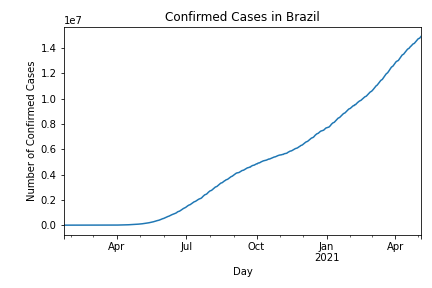 Confirmed Cases in Brazil
1e7
1.4
1.2
1.0
0.8
0.6
0.4
0.2
0.0
Number of Confirmed Cases
Apr Jul Oct Jan Apr
2021
Day